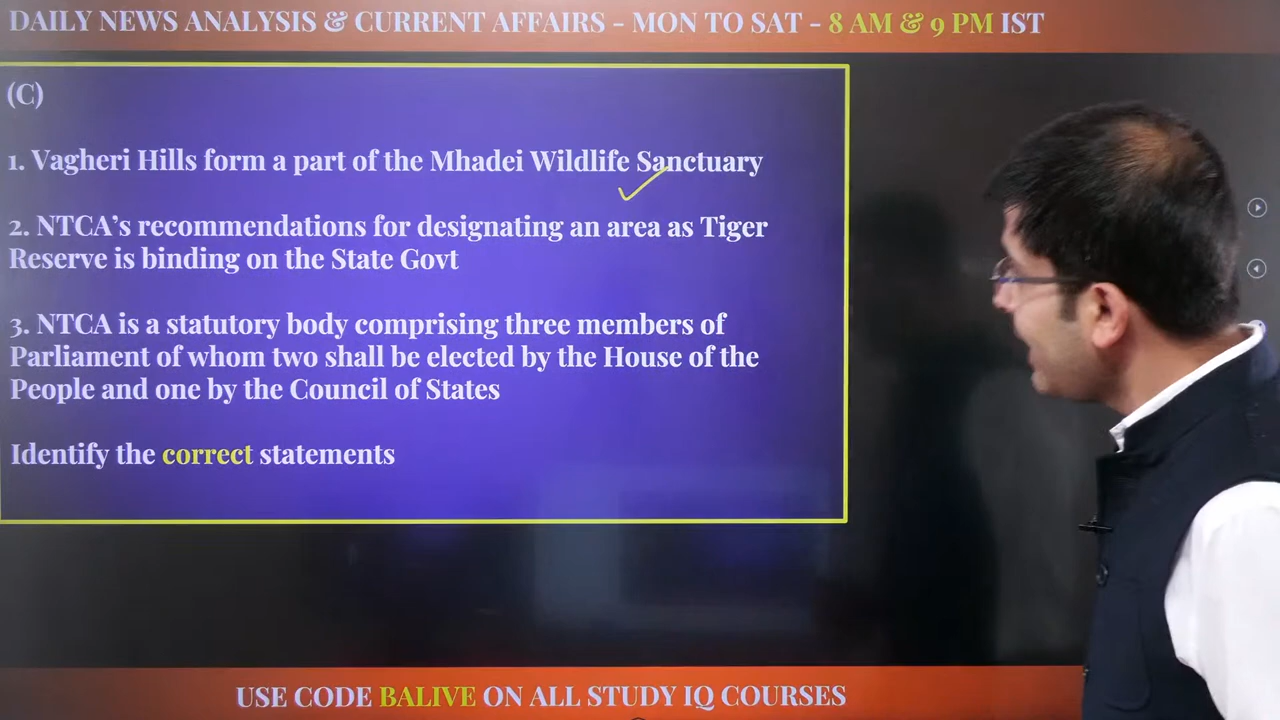 DAILY NEWS ANALYSIS & CURRENT AFFAIRS - MON TO SAT - 8 AM & 9 PM IST
(C)
1. Vagheri Hills form a part of the Mhadei Wildlife Sanctuary
2. NTCA's recommendations for designating an area as Tiger
Reserve is binding on the State Govt
3. NTCA is a statutory body comprising three members of
Parliament of whom two shall be elected by the House of the
People and one by the Council of States
Identify the correct statements
USE CODE BALIVE ON ALL STUDY IQ COURSES